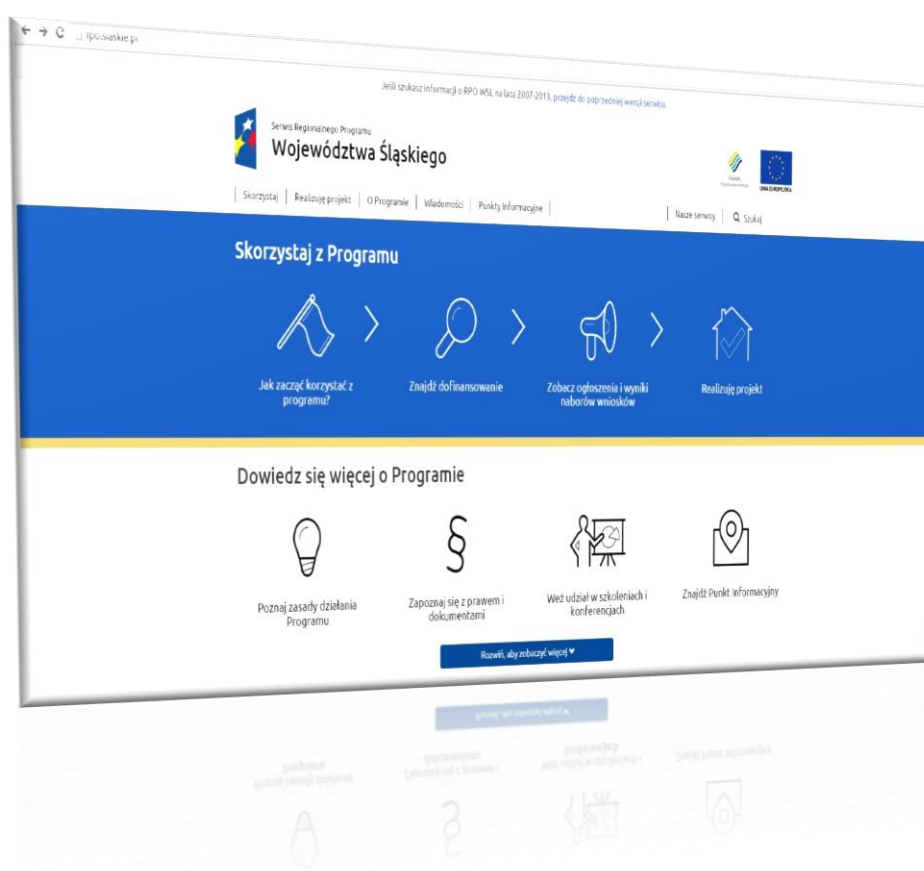 rpo.slaskie.pl
Jeśli szukasz informacji o RPO WSL na lata 2007-2013, przejdź do poprzedniej wersji serwisu.
Serwis Regionalnego Programu
Województwa Śląskiego
UNIA EUROPEJSKA
Skorzystaj | Realizuję projekt | O Programie | Wiadomości | Punkty Informacyjne | Nasze serwisy | Szukaj
Skorzystaj z Programu
Jak zacząć korzystać z
programu?
Znajdź dofinansowanie
Zobacz ogłoszenia i wyniki
naborów wniosków
Realizuję projekt
Dowiedz się więcej o Programie
Poznaj zasady działania
Programu
Zapoznaj się z prawem i
dokumentami
Weź udział w szkoleniach i
konferencjach
Znajdź Punkt Informacyjny
Rozwiń, aby zobaczyć więcej